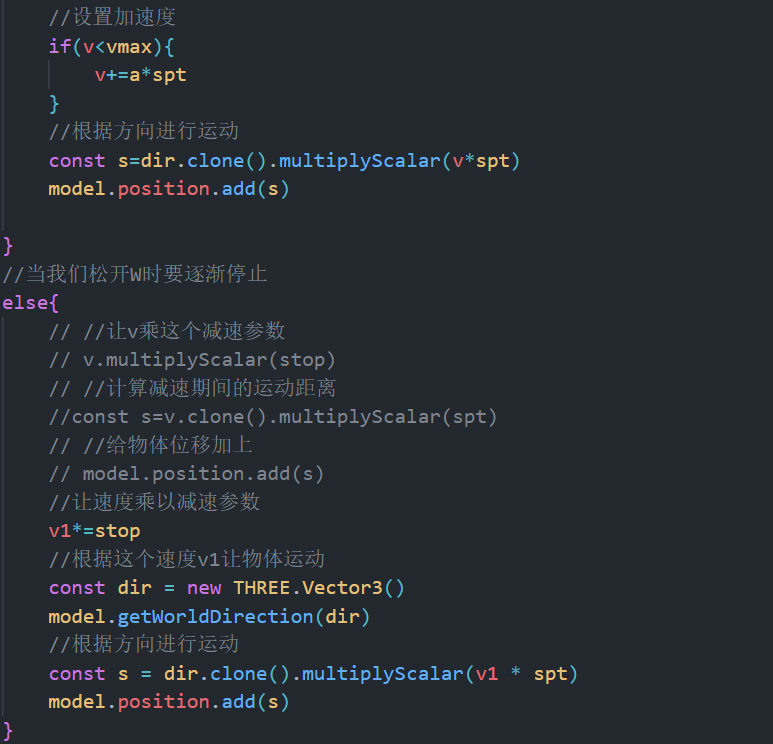 //设置加速度
if(v<vmax){
v+=a*spt
}
//根据方向进行运动
const s=dir.clone().multiplyScalar(v*spt)
model.position.add(s)
}
//当我们松开W时要逐渐停止
else{
// //让v乘这个减速参数
// v.multiplyScalar(stop)
// //计算减速期间的运动距离
//const s=v.clone().multiplyScalar(spt)
// //给物体位移加上
// model.position.add(s)
//让速度乘以减速参数
v1*=stop
//根据这个速度v1让物体运动
const dir = new THREE.Vector3()
model.getWorldDirection(dir)
//根据方向进行运动
const s = dir.clone().multiplyScalar(v1 * spt)
model.position.add(s)
}